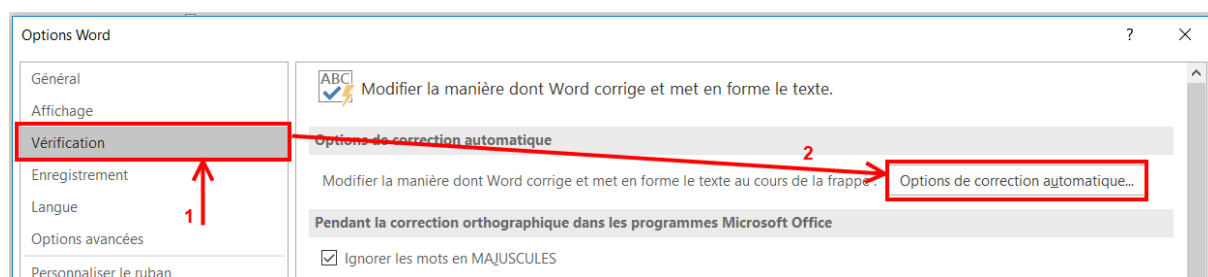 Options Word ? ×
Général
Affichage
Vérification
Enregistrement
Langue
Options avancées
Personnaliser le ruban
1
ABC Modifier la manière dont Word corrige et met en forme le texte.
Options de correction automatique
2
Modifier la manière dont Word corrige et met en forme le texte au cours de la frappe : Options de correction automatique...
Pendant la correction orthographique dans les programmes Microsoft Office
Ignorer les mots en MAJUSCULES